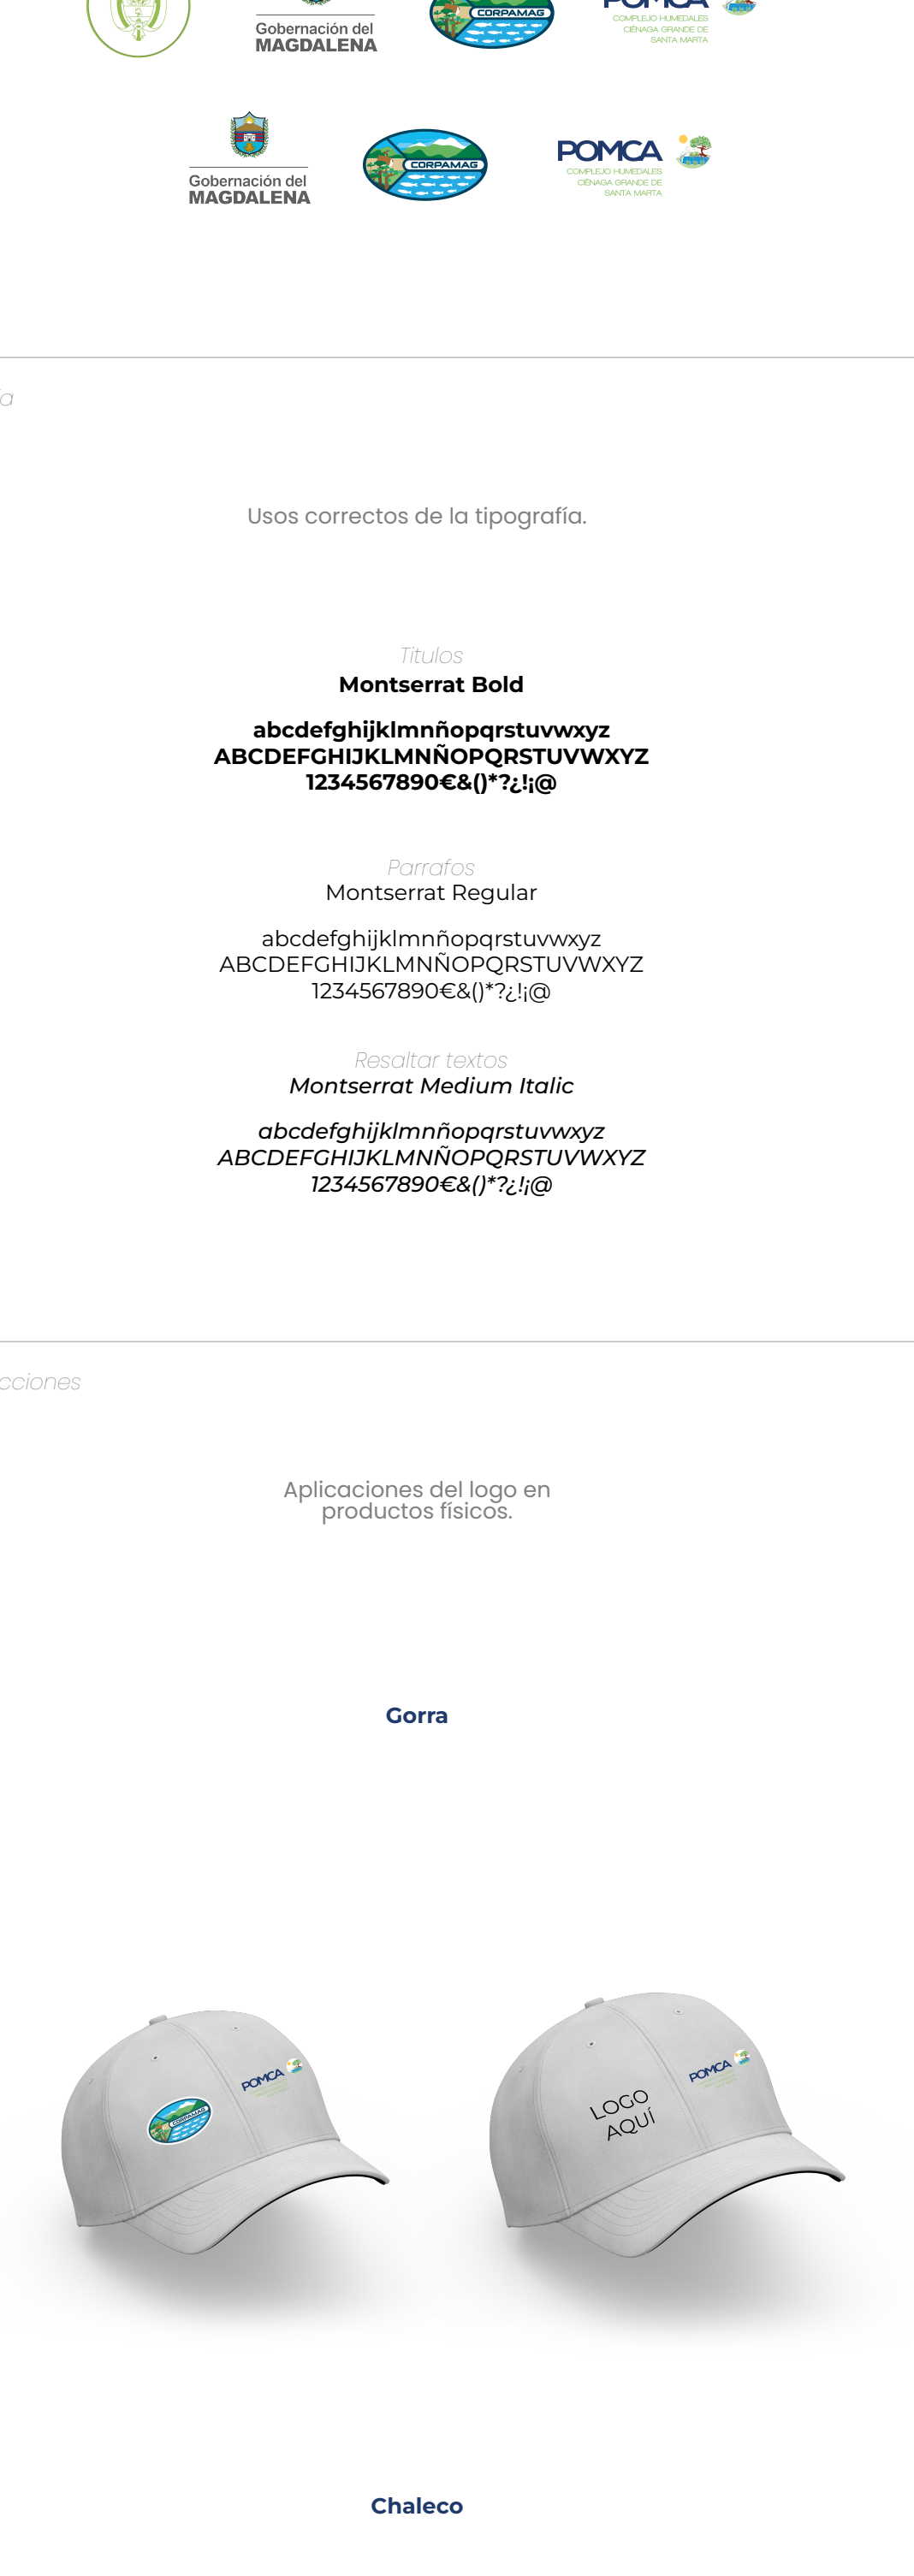 Gobernación del
MAGDALENA
CORPAMAG
POMCA
COMPLEJO HUMEDALES
CIÉNAGA GRANDE DE
SANTA MARTA
Gobernación del
MAGDALENA
CORPAMAG
POMCA
COMPLEJO HUMEDALES
CIÉNAGA GRANDE DE
SANTA MARTA
Usos correctos de la tipografía.
Titulos
Montserrat Bold
abcdefghijklmnñopqrstuvwxyz
ABCDEFGHIJKLMNÑOPQRSTUVWXYZ
1234567890€&()*?¿!¡@
Parrafos
Montserrat Regular
abcdefghijklmnñopqrstuvwxyz
ABCDEFGHIJKLMNÑOPQRSTUVWXYZ
1234567890€&()*?¿!¡@
Resaltar textos
Montserrat Medium Italic
abcdefghijklmnñopqrstuvwxyz
ABCDEFGHIJKLMNÑOPQRSTUVWXYZ
1234567890€&()*?¿!¡@
cciones
Aplicaciones del logo en
productos físicos.
Gorra
CORPAMAG
POMCA
LOGO
AQUÍ
POMCA
Chaleco